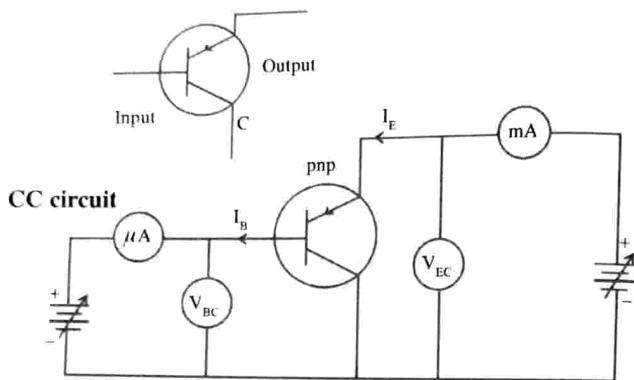 Output
Input
C
I_E
mA
pnp
CC circuit
μA
I_B
V_BC
V_EC
+
−
+
−